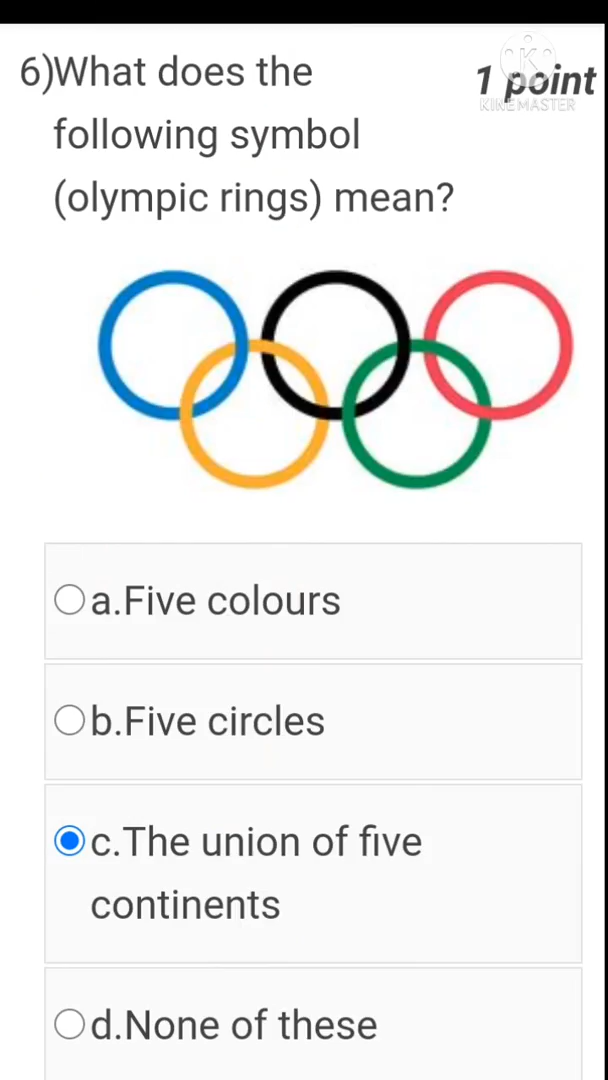 6)What does the
1 point
following symbol
(olympic rings) mean?
K
KINEMASTER
a.Five colours
b.Five circles
c.The union of five
continents
d.None of these